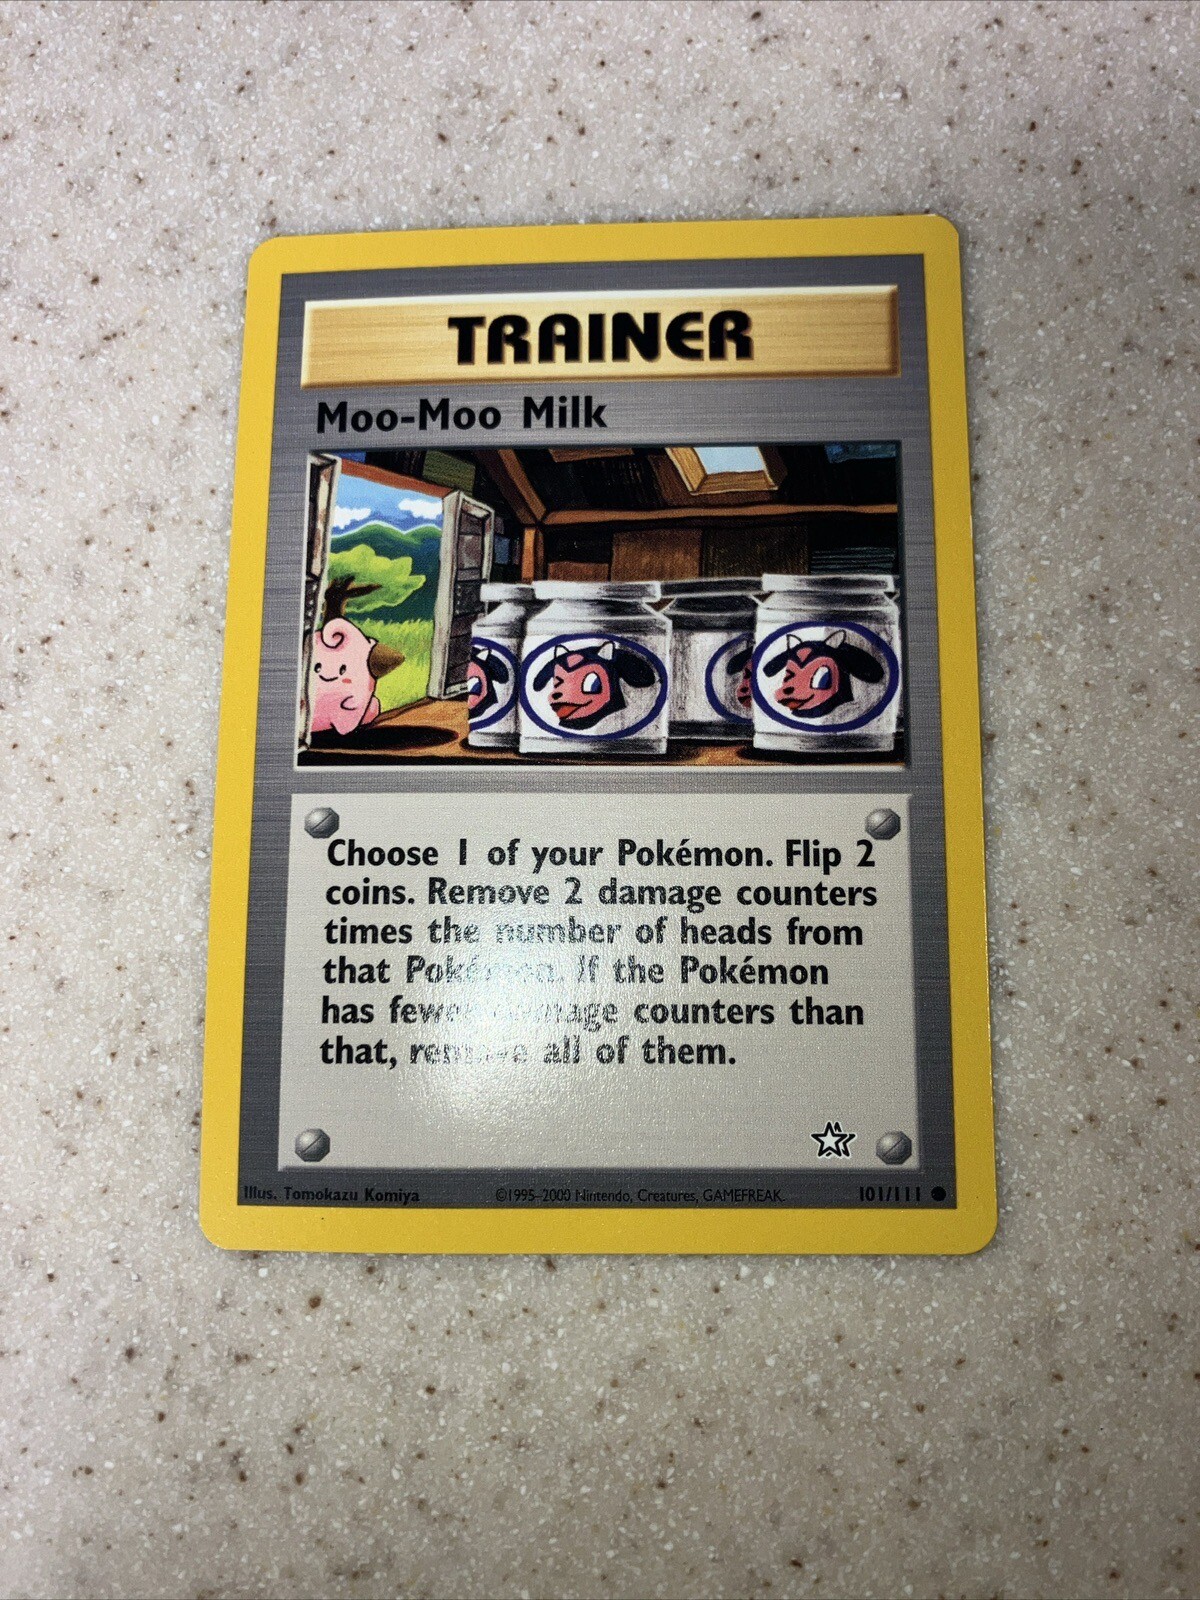 TRAINER
Moo-Moo Milk
Choose 1 of your Pokémon. Flip 2
coins. Remove 2 damage counters
times the number of heads from
that Pokémon. If the Pokémon
has fewer damage counters than
that, remove all of them.
Illus. Tomokazu Komiya
©1995-2000 Nintendo, Creatures, GAMEFREAK.
101/111 ●